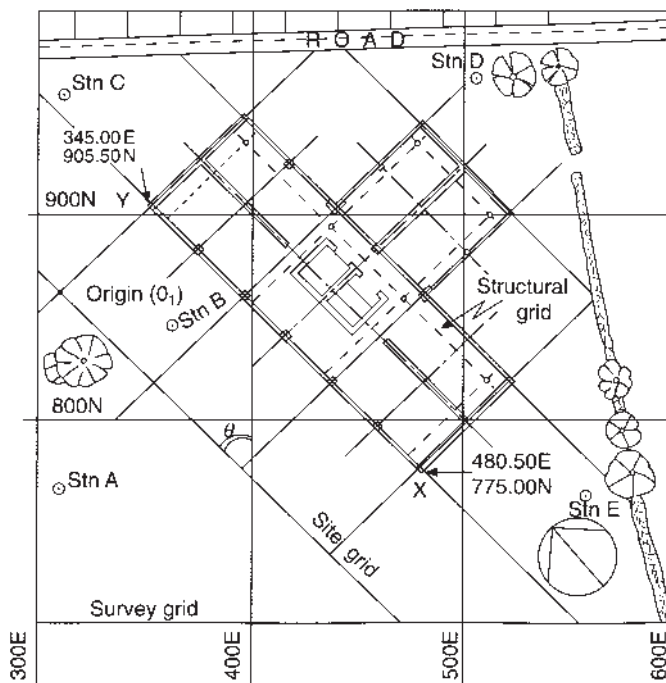 ROAD
Stn C
Stn D
345.00E
905.50N
900N
Y
Origin (0₁)
Stn B
Structural
grid
800N
θ
480.50E
775.00N
Stn A
X
Stn E
Site grid
Survey grid
300E
400E
500E
600E